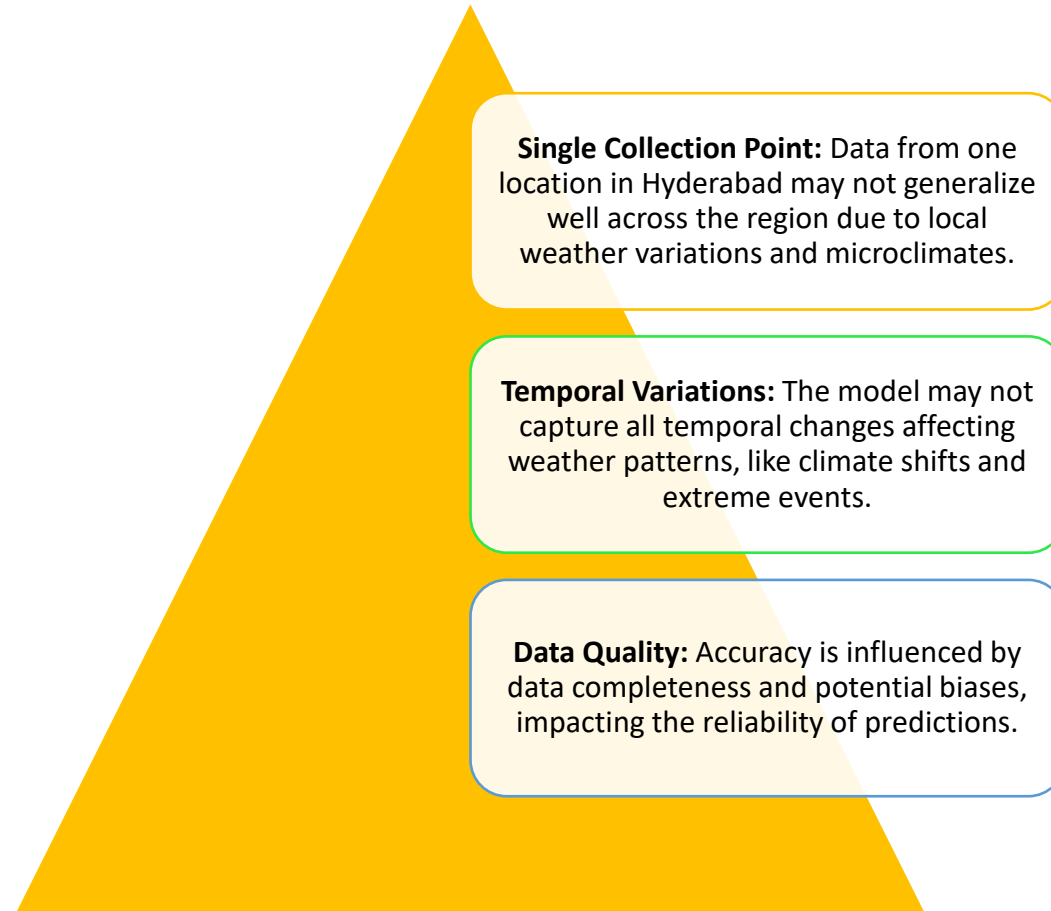 Single Collection Point: Data from one
location in Hyderabad may not generalize
well across the region due to local
weather variations and microclimates.
Temporal Variations: The model may not
capture all temporal changes affecting
weather patterns, like climate shifts and
extreme events.
Data Quality: Accuracy is influenced by
data completeness and potential biases,
impacting the reliability of predictions.